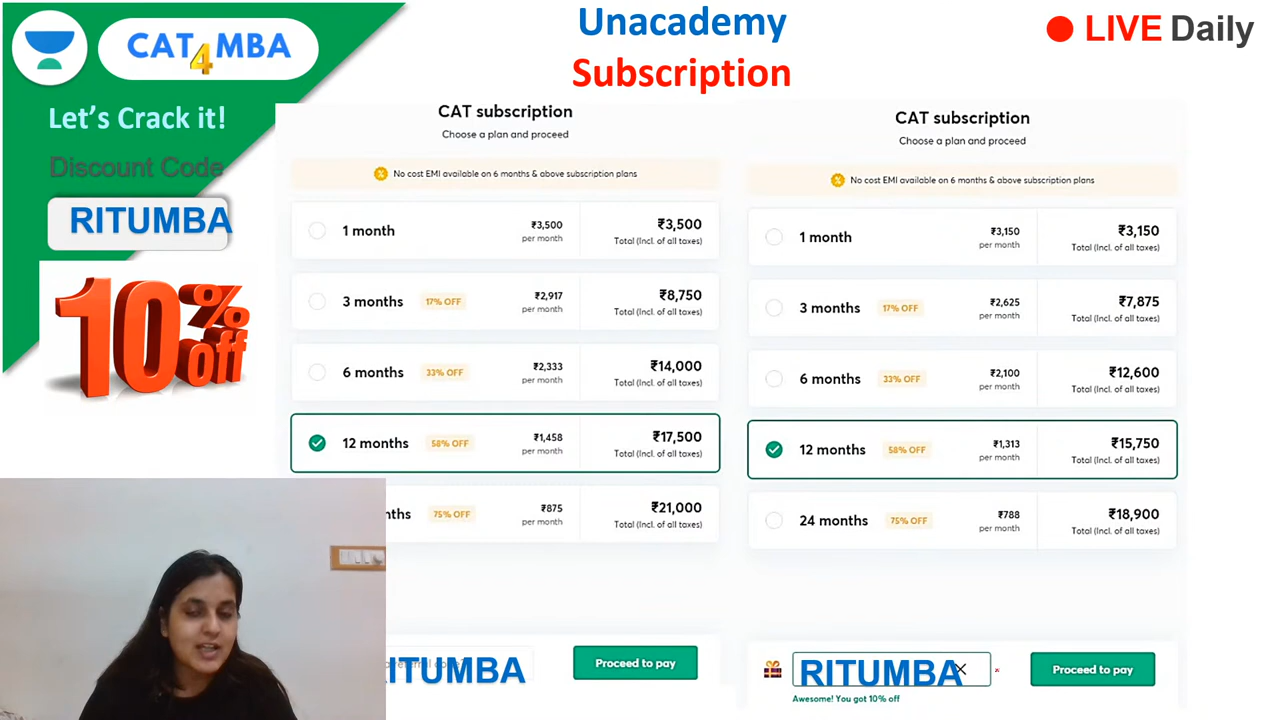 CAT4MBA
Unacademy
Subscription
LIVE Daily
Let's Crack it!
Discount Code
RITUMBA
10% off
CAT subscription
Choose a plan and proceed
No cost EMI available on 6 months & above subscription plans
1 month ₹3,500 per month ₹3,500 Total (Incl. of all taxes)
3 months 17% OFF ₹2,917 per month ₹8,750 Total (Incl. of all taxes)
6 months 33% OFF ₹2,333 per month ₹14,000 Total (Incl. of all taxes)
12 months 58% OFF ₹1,458 per month ₹17,500 Total (Incl. of all taxes)
nths 75% OFF ₹875 per month ₹21,000 Total (Incl. of all taxes)
ITUMBA
Proceed to pay
CAT subscription
Choose a plan and proceed
No cost EMI available on 6 months & above subscription plans
1 month ₹3,150 per month ₹3,150 Total (Incl. of all taxes)
3 months 17% OFF ₹2,625 per month ₹7,875 Total (Incl. of all taxes)
6 months 33% OFF ₹2,100 per month ₹12,600 Total (Incl. of all taxes)
12 months 58% OFF ₹1,313 per month ₹15,750 Total (Incl. of all taxes)
24 months 75% OFF ₹788 per month ₹18,900 Total (Incl. of all taxes)
RITUMBA
Proceed to pay
Awesome! You got 10% off